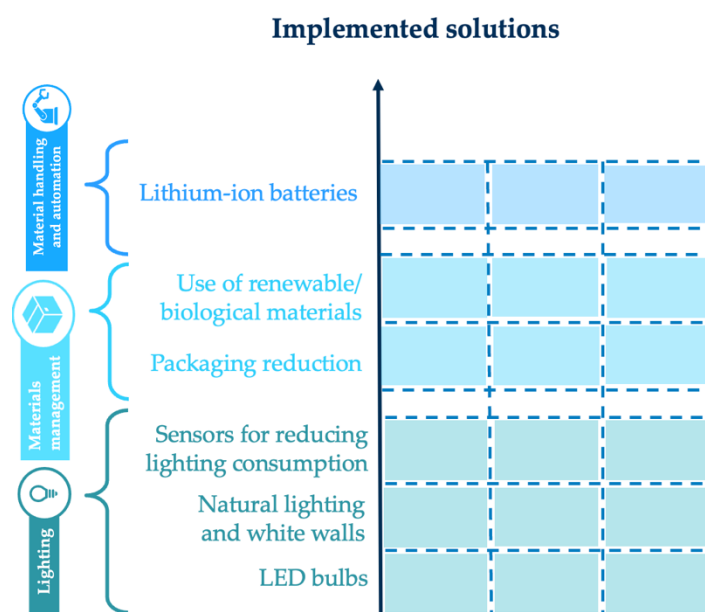 Implemented solutions
Material handling
and automation
Lithium-ion batteries
Materials
management
Use of renewable/
biological materials
Packaging reduction
Lighting
Sensors for reducing
lighting consumption
Natural lighting
and white walls
LED bulbs